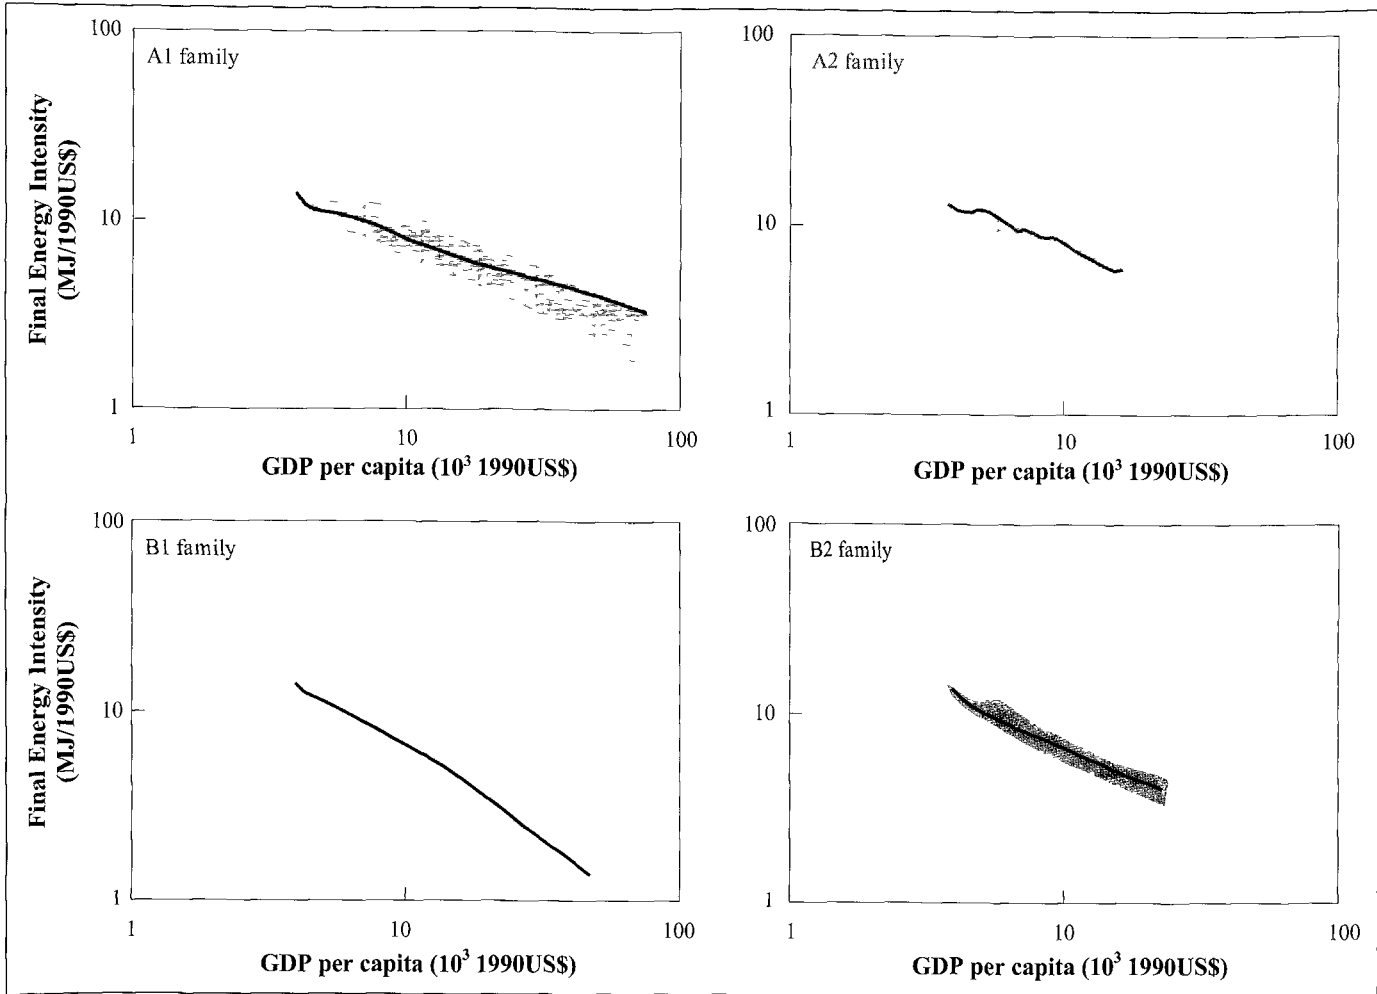 100
A1 family
10
1
1
10
100
Final Energy Intensity
(MJ/1990US$)
GDP per capita (10³ 1990US$)
100
A2 family
10
1
1
10
100
GDP per capita (10³ 1990US$)
100
B1 family
10
1
1
10
100
Final Energy Intensity
(MJ/1990US$)
GDP per capita (10³ 1990US$)
100
B2 family
10
1
1
10
100
GDP per capita (10³ 1990US$)